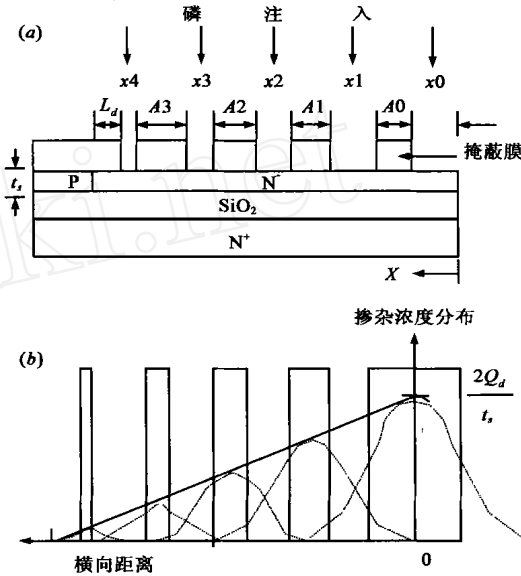 (a)
磷 注 入
x4 x3 x2 x1 x0
L_d A3 A2 A1 A0
掩蔽膜
t_s P N⁻
SiO₂
N⁺
X
掺杂浓度分布
(b)
2Q_d
t_s
横向距离 0